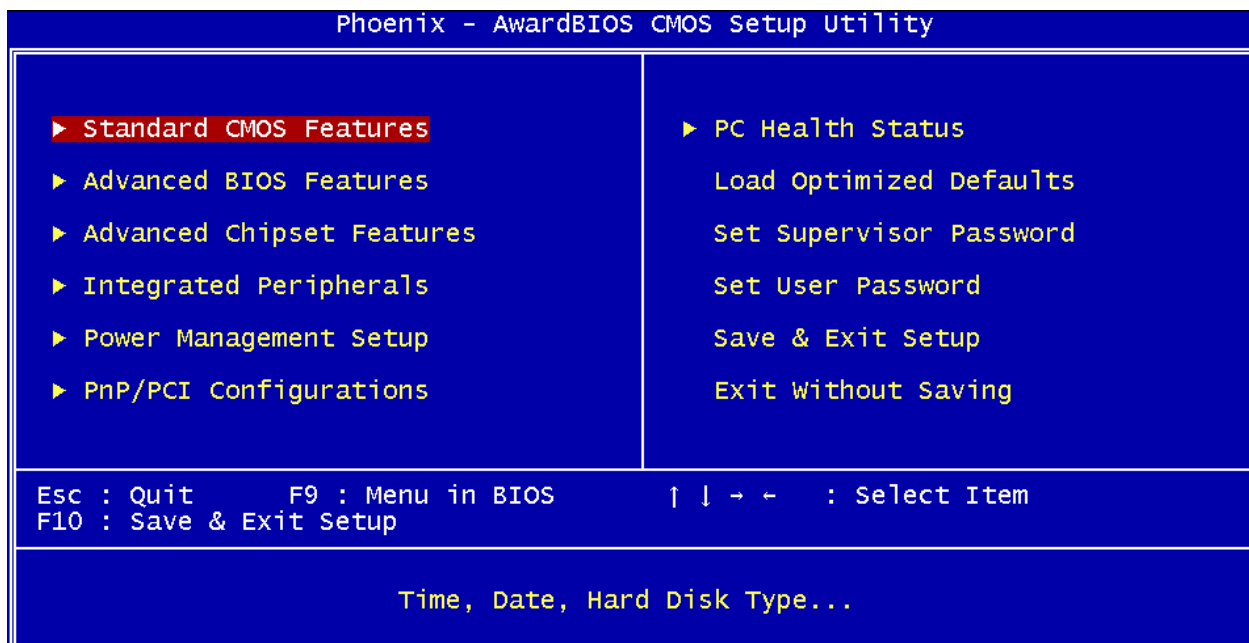 Phoenix - AwardBIOS CMOS Setup Utility
► Standard CMOS Features
► Advanced BIOS Features
► Advanced Chipset Features
► Integrated Peripherals
► Power Management Setup
► PnP/PCI Configurations
► PC Health Status
Load Optimized Defaults
Set Supervisor Password
Set User Password
Save & Exit Setup
Exit Without Saving
Esc : Quit F9 : Menu in BIOS ↑ ↓ → ← : Select Item
F10 : Save & Exit Setup
Time, Date, Hard Disk Type...